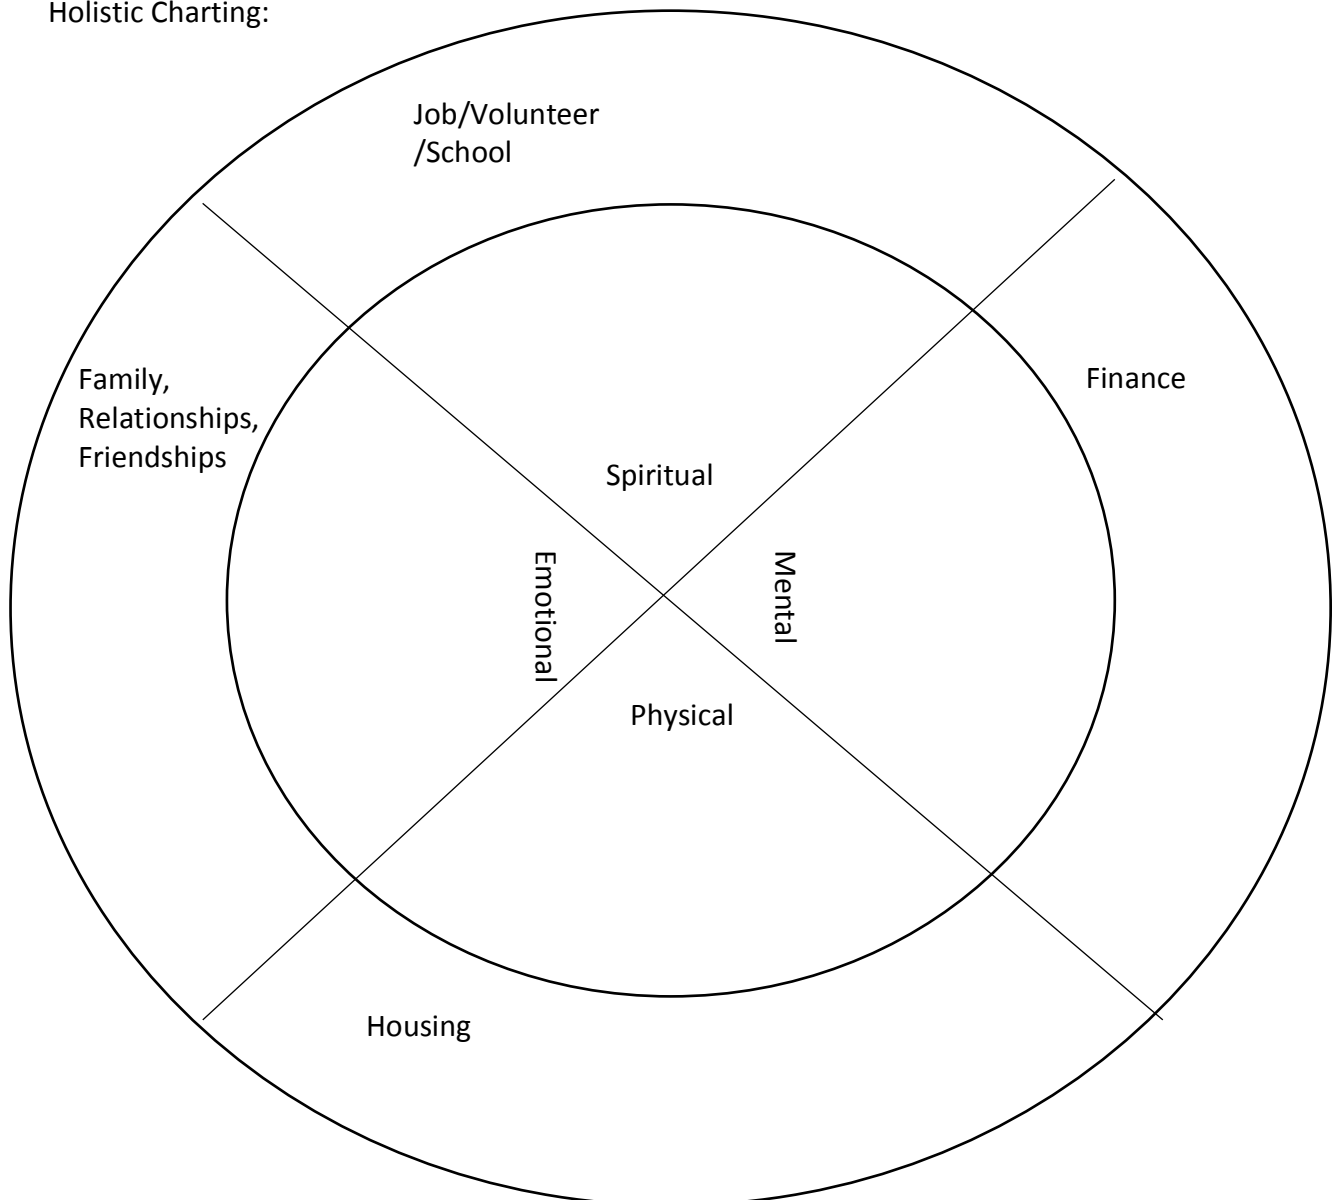 Holistic Charting:
Job/Volunteer
/School
Family,
Relationships,
Friendships
Finance
Spiritual
Emotional
Mental
Physical
Housing